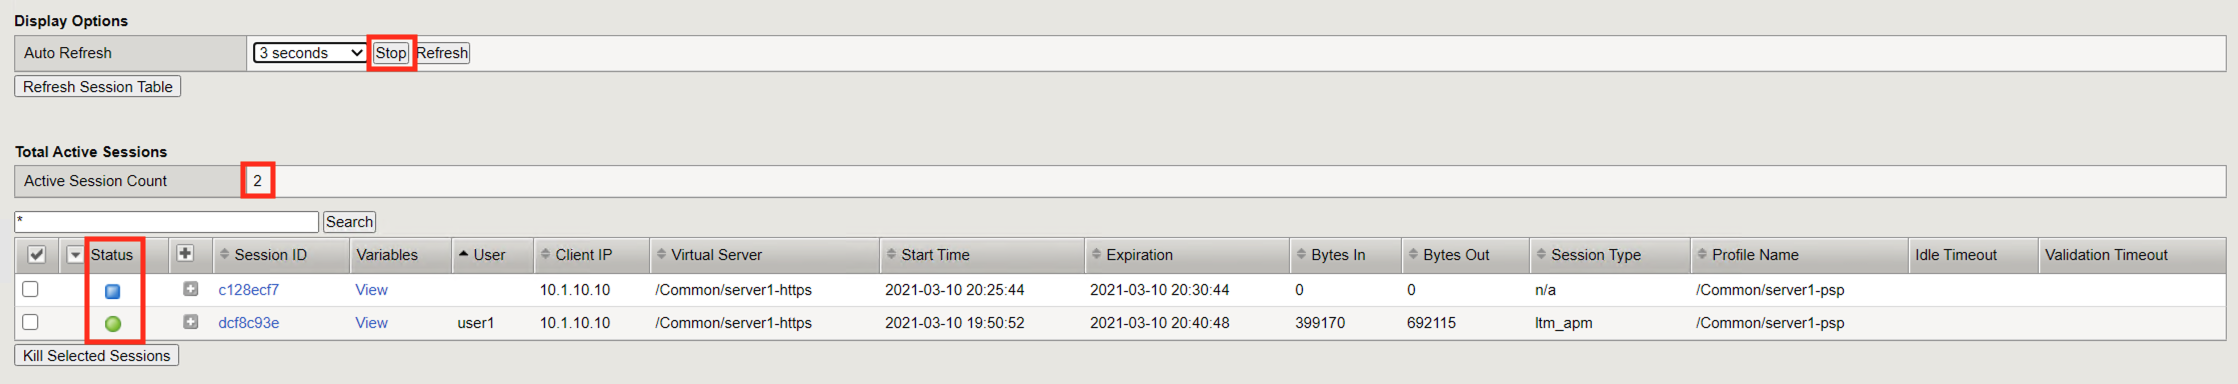 Display Options
Auto Refresh 3 seconds Stop Refresh
Refresh Session Table
Total Active Sessions
Active Session Count 2
* Search
Status Session ID Variables User Client IP Virtual Server Start Time Expiration Bytes In Bytes Out Session Type Profile Name Idle Timeout Validation Timeout
c128ecf7 View 10.1.10.10 /Common/server1-https 2021-03-10 20:25:44 2021-03-10 20:30:44 0 0 n/a /Common/server1-psp
dcf8c93e View user1 10.1.10.10 /Common/server1-https 2021-03-10 19:50:52 2021-03-10 20:40:48 399170 692115 ltm_apm /Common/server1-psp
Kill Selected Sessions